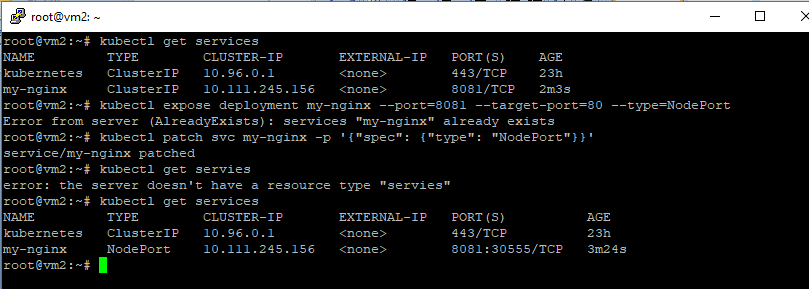 root@vm2: ~
root@vm2:~# kubectl get services
NAME TYPE CLUSTER-IP EXTERNAL-IP PORT(S) AGE
kubernetes ClusterIP 10.96.0.1 <none> 443/TCP 23h
my-nginx ClusterIP 10.111.245.156 <none> 8081/TCP 2m3s
root@vm2:~# kubectl expose deployment my-nginx --port=8081 --target-port=80 --type=NodePort
Error from server (AlreadyExists): services "my-nginx" already exists
root@vm2:~# kubectl patch svc my-nginx -p '{"spec": {"type": "NodePort"}}'
service/my-nginx patched
root@vm2:~# kubectl get servies
error: the server doesn't have a resource type "servies"
root@vm2:~# kubectl get services
NAME TYPE CLUSTER-IP EXTERNAL-IP PORT(S) AGE
kubernetes ClusterIP 10.96.0.1 <none> 443/TCP 23h
my-nginx NodePort 10.111.245.156 <none> 8081:30555/TCP 3m24s
root@vm2:~#